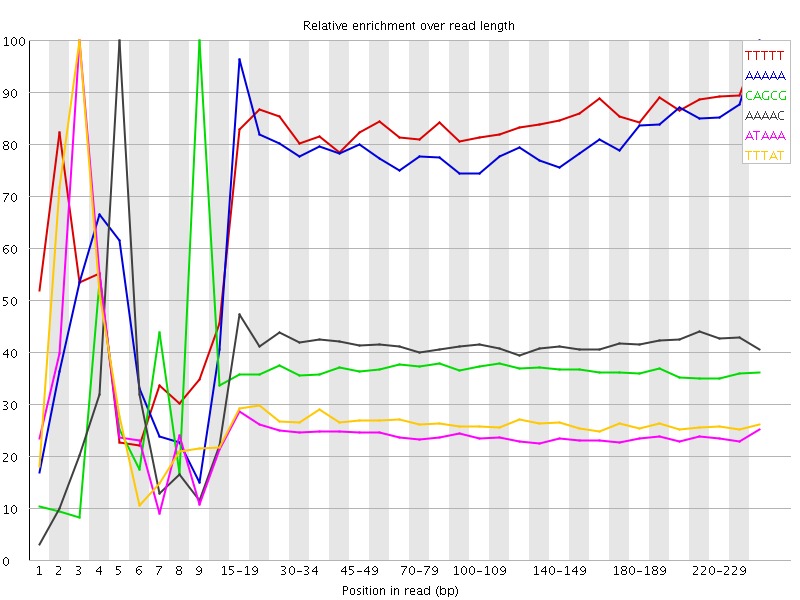 Relative enrichment over read length
100
90
80
70
60
50
40
30
20
10
0
TTTTT
AAAAA
CAGCG
AAAAC
ATAAA
TTTAT
1 2 3 4 5 6 7 8 9 15-19 30-34 45-49 70-79 100-109 140-149 180-189 220-229
Position in read (bp)